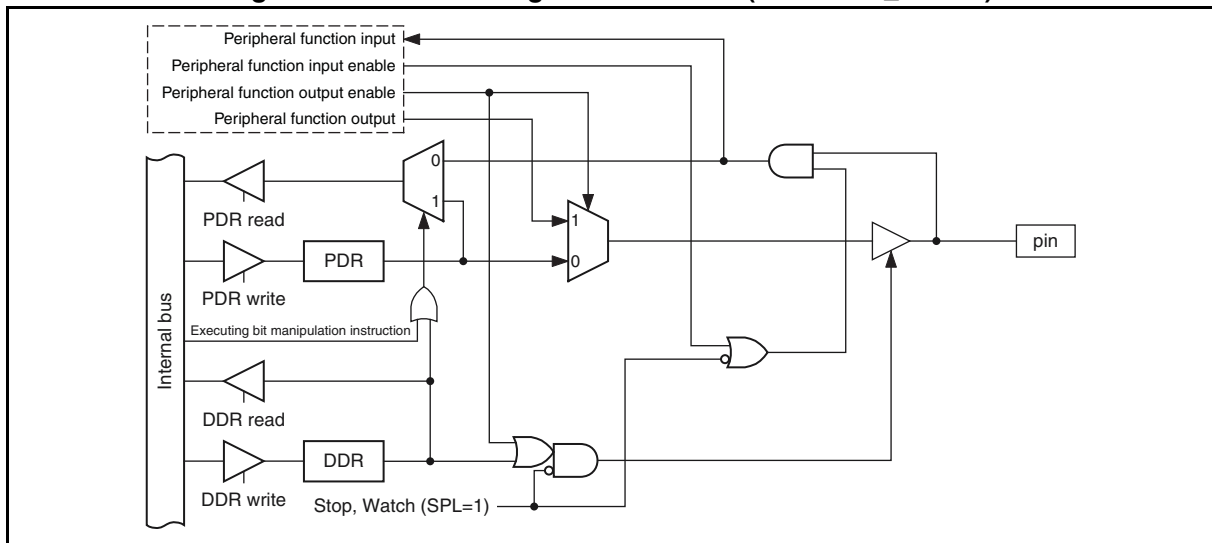 Peripheral function input
Peripheral function input enable
Peripheral function output enable
Peripheral function output
0
1
PDR read
1
pin
PDR
0
PDR write
Executing bit manipulation instruction
Internal bus
DDR read
DDR
DDR write
Stop, Watch (SPL=1)